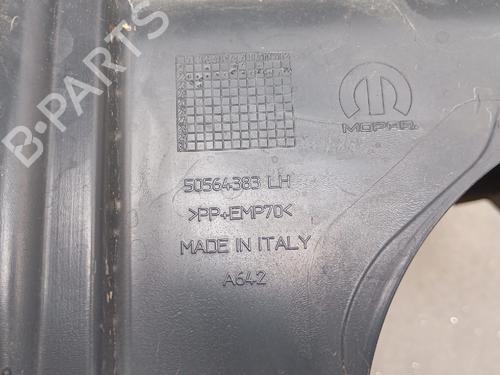 B-PARTS
MOPAR
50564383 LH
>PP+EMP70<
MADE IN ITALY
A642